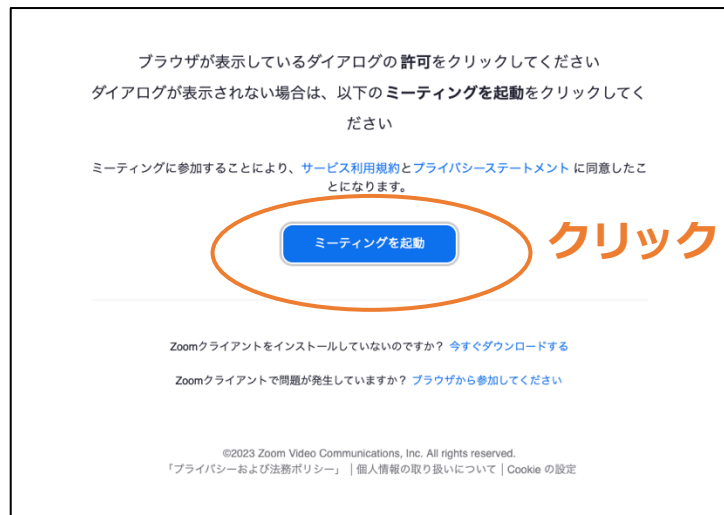 ブラウザが表示しているダイアログの 許可をクリックしてください
ダイアログが表示されない場合は、以下の ミーティングを起動をクリックしてく
ださい
ミーティングに参加することにより、サービス利用規約とプライバシーステートメント に同意したこ
とになります。
ミーティングを起動
クリック
Zoomクライアントをインストールしていないのですか？ 今すぐダウンロードする
Zoomクライアントで問題が発生していますか？ ブラウザから参加してください
©2023 Zoom Video Communications, Inc. All rights reserved.
「プライバシーおよび法務ポリシー」 | 個人情報の取り扱いについて | Cookie の設定